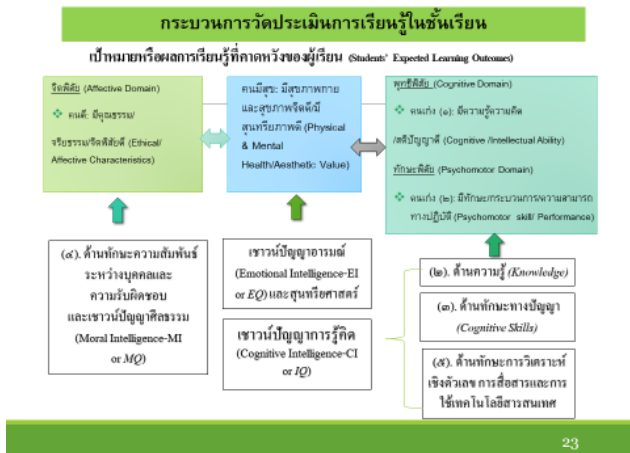 กระบวนการวัดประเมินการเรียนรู้ในชั้นเรียน
เป้าหมายหรือผลการเรียนรู้ที่คาดหวังของผู้เรียน (Students' Expected Learning Outcomes)
จิตพิสัย (Affective Domain)
คนดี: มีคุณธรรม/
จริยธรรม/จิตพิสัยดี (Ethical/
Affective Characteristics)
คนมีสุข: มีสุขภาพกาย
และสุขภาพจิตดี/มี
สุนทรียภาพดี (Physical
& Mental
Health/Aesthetic Value)
พุทธิพิสัย (Cognitive Domain)
คนเก่ง (๑): มีความรู้ความคิด
/สติปัญญาดี (Cognitive /Intellectual Ability)
ทักษะพิสัย (Psychomotor Domain)
คนเก่ง (๒): มีทักษะ/กระบวนการ/ความสามารถ
ทางปฏิบัติ (Psychomotor skill/ Performance)
(๔). ด้านทักษะความสัมพันธ์
ระหว่างบุคคลและ
ความรับผิดชอบ
และเชาวน์ปัญญาศีลธรรม
(Moral Intelligence-MI
or MQ)
เชาวน์ปัญญาอารมณ์
(Emotional Intelligence-EI
or EQ) และสุนทรียศาสตร์
เชาวน์ปัญญาการรู้คิด
(Cognitive Intelligence-CI
or IQ)
(๒). ด้านความรู้ (Knowledge)
(๓). ด้านทักษะทางปัญญา
(Cognitive Skills)
(๕). ด้านทักษะการวิเคราะห์
เชิงตัวเลข การสื่อสารและการ
ใช้เทคโนโลยีสารสนเทศ
23